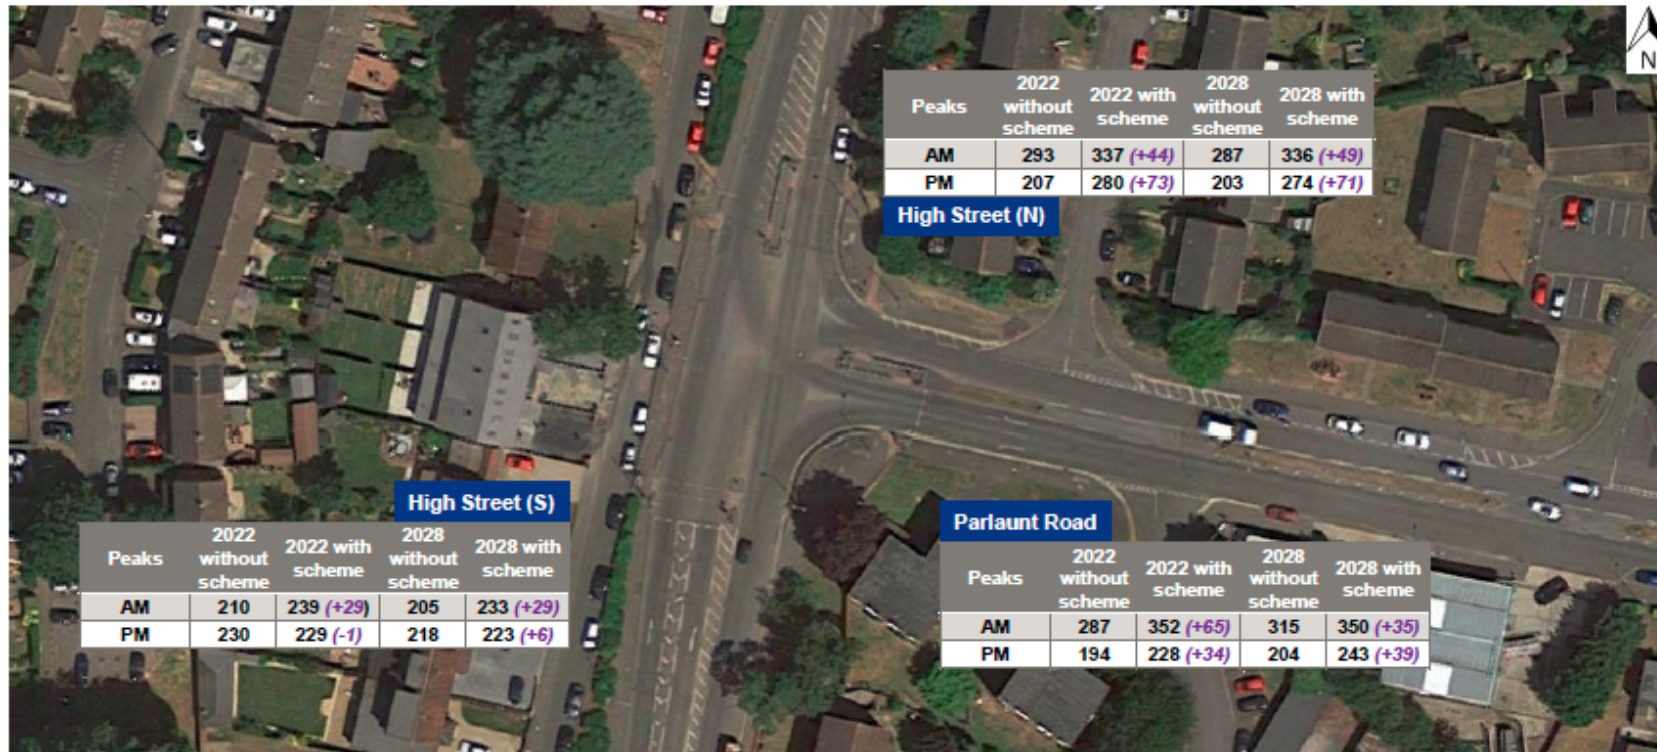 N
Peaks 2022 without scheme 2022 with scheme 2028 without scheme 2028 with scheme
AM 293 337 (+44) 287 336 (+49)
PM 207 280 (+73) 203 274 (+71)
High Street (N)
High Street (S)
Peaks 2022 without scheme 2022 with scheme 2028 without scheme 2028 with scheme
AM 210 239 (+29) 205 233 (+29)
PM 230 229 (-1) 218 223 (+6)
Parlaunt Road
Peaks 2022 without scheme 2022 with scheme 2028 without scheme 2028 with scheme
AM 287 352 (+65) 315 350 (+35)
PM 194 228 (+34) 204 243 (+39)